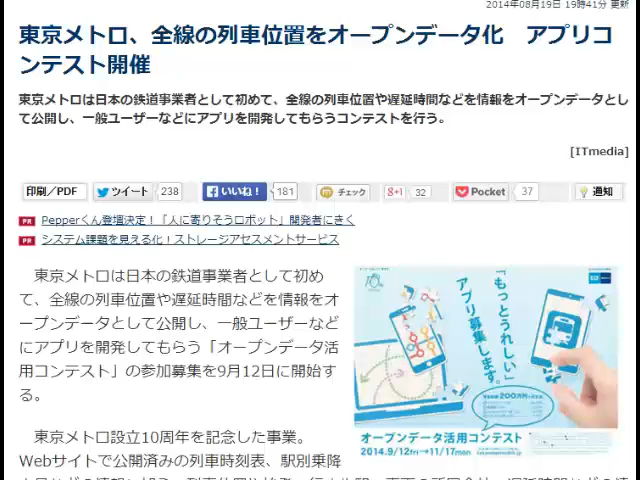 2014年08月19日 19時41分 更新
東京メトロ、全線の列車位置をオープンデータ化　アプリコ
ンテスト開催
東京メトロは日本の鉄道事業者として初めて、全線の列車位置や遅延時間などを情報をオープンデータとし
て公開し、一般ユーザーなどにアプリを開発してもらうコンテストを行う。
[ITmedia]
印刷／PDF ツイート 238 いいね！ 181 チェック g+1 32 Pocket 37 通知
PR Pepperくん登壇決定！「人に寄りそうロボット」開発者にきく
PR システム課題を見える化！ストレージアセスメントサービス
東京メトロは日本の鉄道事業者として初め
て、全線の列車位置や遅延時間などを情報をオ
ープンデータとして公開し、一般ユーザーなど
にアプリを開発してもらう「オープンデータ活
用コンテスト」の参加募集を9月12日に開始す
る。
「もっとうれしい」
アプリ募集します。
200万円
オープンデータ活用コンテスト
2014.9/12fri→11/17mon
東京メトロ設立10周年を記念した事業。
Webサイトで公開済みの列車時刻表、駅別乗降